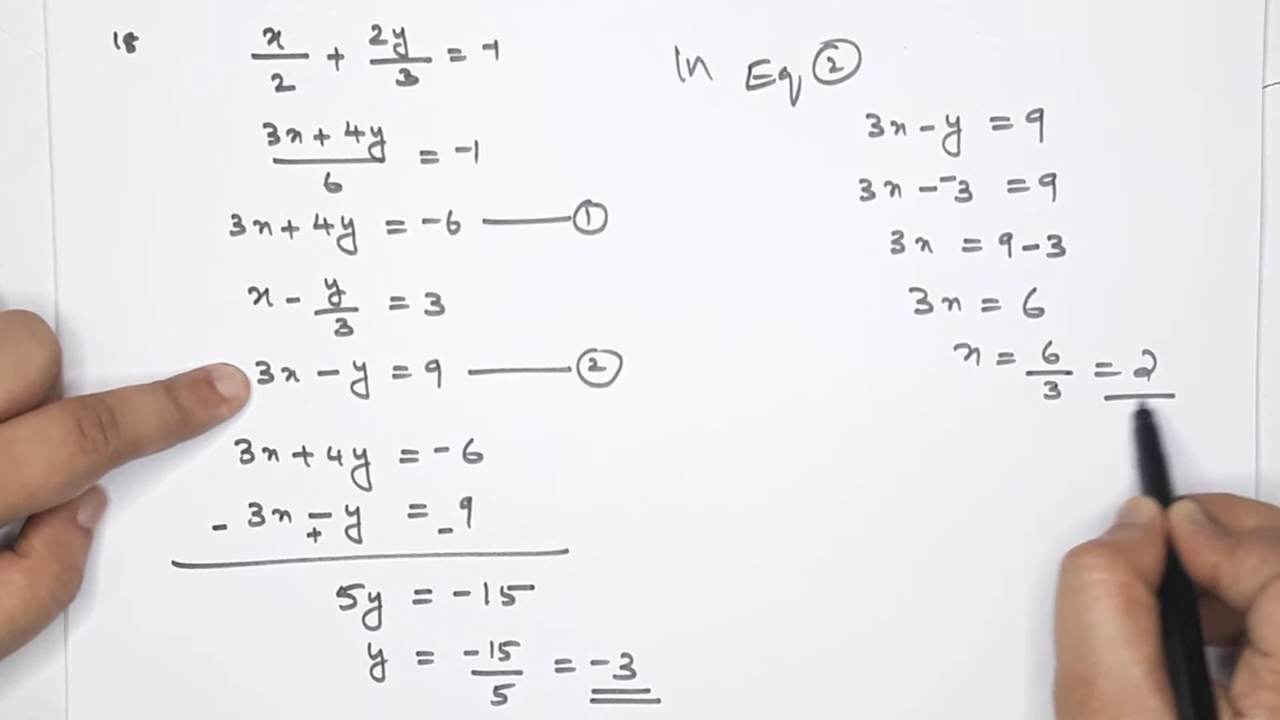 18
x/2 + 2y/3 = -1
3x + 4y / 6 = -1
3x + 4y = -6 —— ①
x - y/3 = 3
3x - y = 9 —— ②
3x + 4y = -6
- 3x - + y = - 9
5y = -15
y = -15/5 = -3
In Eq ②
3x - y = 9
3x - -3 = 9
3x = 9 - 3
3x = 6
x = 6/3 = 2